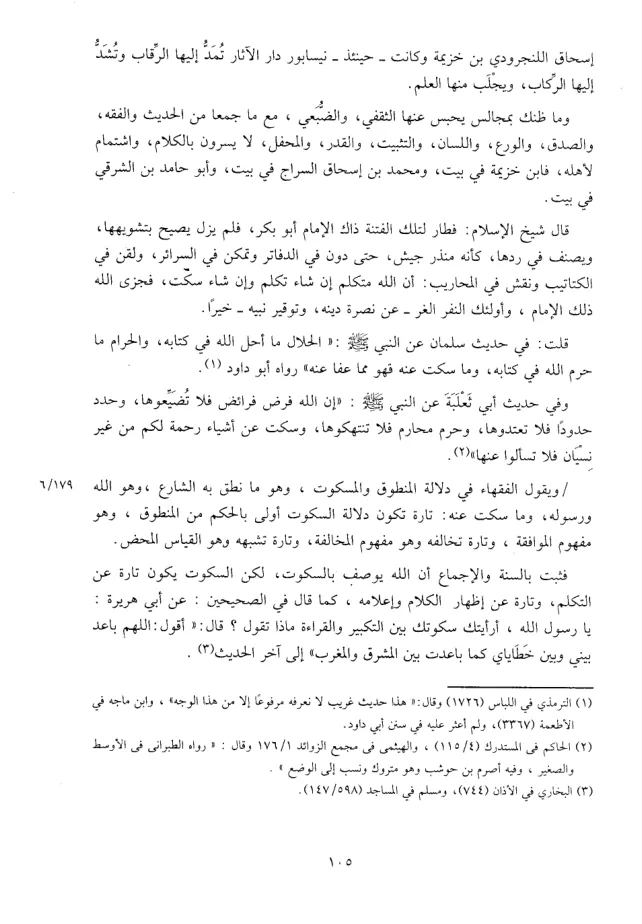 إسحاق اللنجرودي بن خزيمة وكانت ـ حينئذ ـ نيسابور دار الآثار تُمَدُّ إليها الرِّقاب وتُشَدُّ
إليها الرِّكاب، ويجلَب منها العلم.
وما ظنك بمجالس يحبس عنها الثقفي، والضُّبَعي ، مع ما جمعا من الحديث والفقه،
والصدق، والورع، واللسان، والتثبيت، والقدر، والمحفل، لا يسرون بالكلام، واشتمام
لأهله، فابن خزيمة في بيت، ومحمد بن إسحاق السراج في بيت، وأبو حامد بن الشرقي
في بيت.
قال شيخ الإسلام: فطار لتلك الفتنة ذاك الإمام أبو بكر، فلم يزل يصيح بتشويهها،
ويصنف في ردها، كأنه منذر جيش، حتى دون في الدفاتر وتمكن في السرائر، ولقن في
الكتاتيب ونقش في المحاريب: أن الله متكلم إن شاء تكلم وإن شاء سكّت، فجزى الله
ذلك الإمام ، وأولئك النفر الغر ـ عن نصرة دينه، وتوقير نبيه ـ خيرًا.
قلت: في حديث سلمان عن النبي ﷺ :« الحلال ما أحل الله في كتابه، والحرام ما
حرم الله في كتابه، وما سكت عنه فهو مما عفا عنه» رواه أبو داود (١).
وفي حديث أبي ثَعْلَبَةَ عن النبي ﷺ : «إن الله فرض فرائض فلا تُضَيِّعوها، وحدد
حدودًا فلا تعتدوها، وحرم محارم فلا تنتهكوها، وسكت عن أشياء رحمة لكم من غير
نِسْيَان فلا تسألوا عنها»(٢).
٦/١٧٩ / ويقول الفقهاء في دلالة المنطوق والمسكوت ، وهو ما نطق به الشارع ،وهو الله
ورسوله، وما سكت عنه: تارة تكون دلالة السكوت أولى بالحكم من المنطوق ، وهو
مفهوم الموافقة ، وتارة تخالفه وهو مفهوم المخالفة، وتارة تشبهه وهو القياس المحض.
فثبت بالسنة والإجماع أن الله يوصف بالسكوت، لكن السكوت يكون تارة عن
التكلم، وتارة عن إظهار الكلام وإعلامه ، كما قال في الصحيحين : عن أبي هريرة :
يا رسول الله ، أرأيتك سكوتك بين التكبير والقراءة ماذا تقول ؟ قال:« أقول:اللهم باعد
بيني وبين خَطَاياي كما باعدت بين المشرق والمغرب» إلى آخر الحديث(٣) .
(١) الترمذي في اللباس (١٧٢٦) وقال:« هذا حديث غريب لا نعرفه مرفوعًا إلا من هذا الوجه» ، وابن ماجه في
الأطعمة (٣٣٦٧)، ولم أعثر عليه في سنن أبي داود.
(٢) الحاكم فى المستدرك (٤/ ١١٥) ، والهيثمى فى مجمع الزوائد ١٧٦/١ وقال : « رواه الطبرانى فى الأوسط
والصغير ، وفيه أصرم بن حوشب وهو متروك ونسب إلى الوضع » .
(٣) البخاري في الأذان (٧٤٤)، ومسلم في المساجد (١٤٧/٥٩٨).
١٠٥